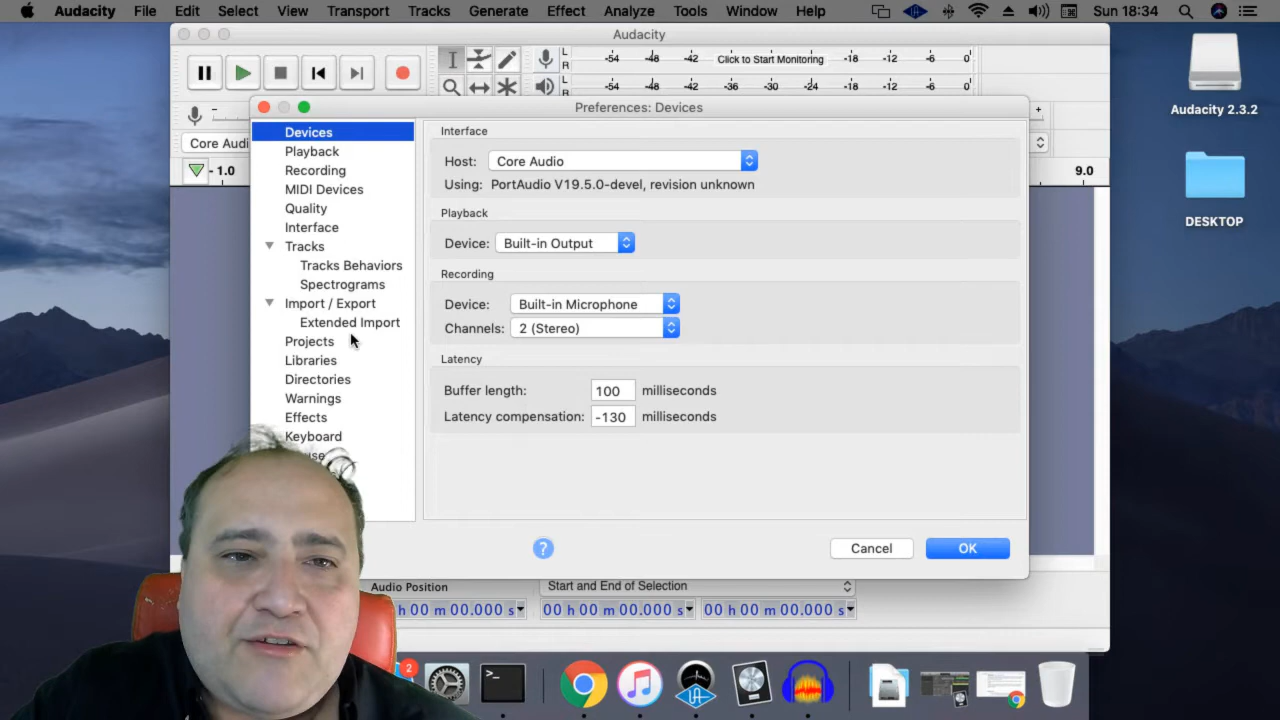 Audacity File Edit Select View Transport Tracks Generate Effect Analyze Tools Window Help Sun 18:34
Audacity
L
R
-54 -48 -42 Click to Start Monitoring -18 -12 -6 0
L
R
-54 -48 -42 -36 -30 -24 -18 -12 -6 0
Core Audi
- 1.0
9.0
Preferences: Devices
Devices
Playback
Recording
MIDI Devices
Quality
Interface
Tracks
Tracks Behaviors
Spectrograms
Import / Export
Extended Import
Projects
Libraries
Directories
Warnings
Effects
Keyboard
Interface
Host: Core Audio
Using: PortAudio V19.5.0-devel, revision unknown
Playback
Device: Built-in Output
Recording
Device: Built-in Microphone
Channels: 2 (Stereo)
Latency
Buffer length: 100 milliseconds
Latency compensation: -130 milliseconds
?
Cancel
OK
Audio Position
Start and End of Selection
h 00 m 00.000 s
00 h 00 m 00.000 s
00 h 00 m 00.000 s
2
Audacity 2.3.2
DESKTOP